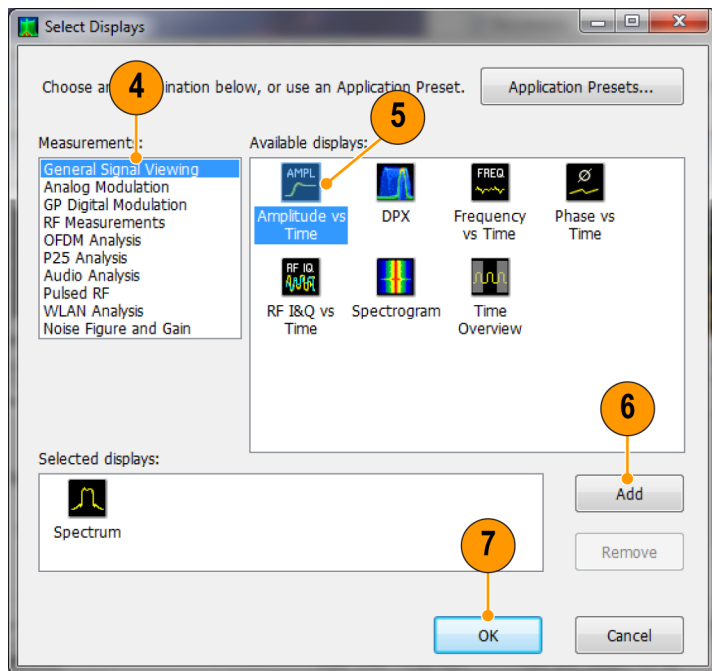 Select Displays
Choose an ination below, or use an Application Preset.
Application Presets...
4
5
Measurements:
Available displays:
General Signal Viewing
Analog Modulation
GP Digital Modulation
RF Measurements
OFDM Analysis
P25 Analysis
Audio Analysis
Pulsed RF
WLAN Analysis
Noise Figure and Gain
AMPL
Amplitude vs
Time
DPX
FREQ
Frequency
vs Time
Ø
Phase vs
Time
RF IQ
RF I&Q vs
Time
Spectrogram
Time
Overview
6
Selected displays:
Spectrum
Add
7
Remove
OK
Cancel